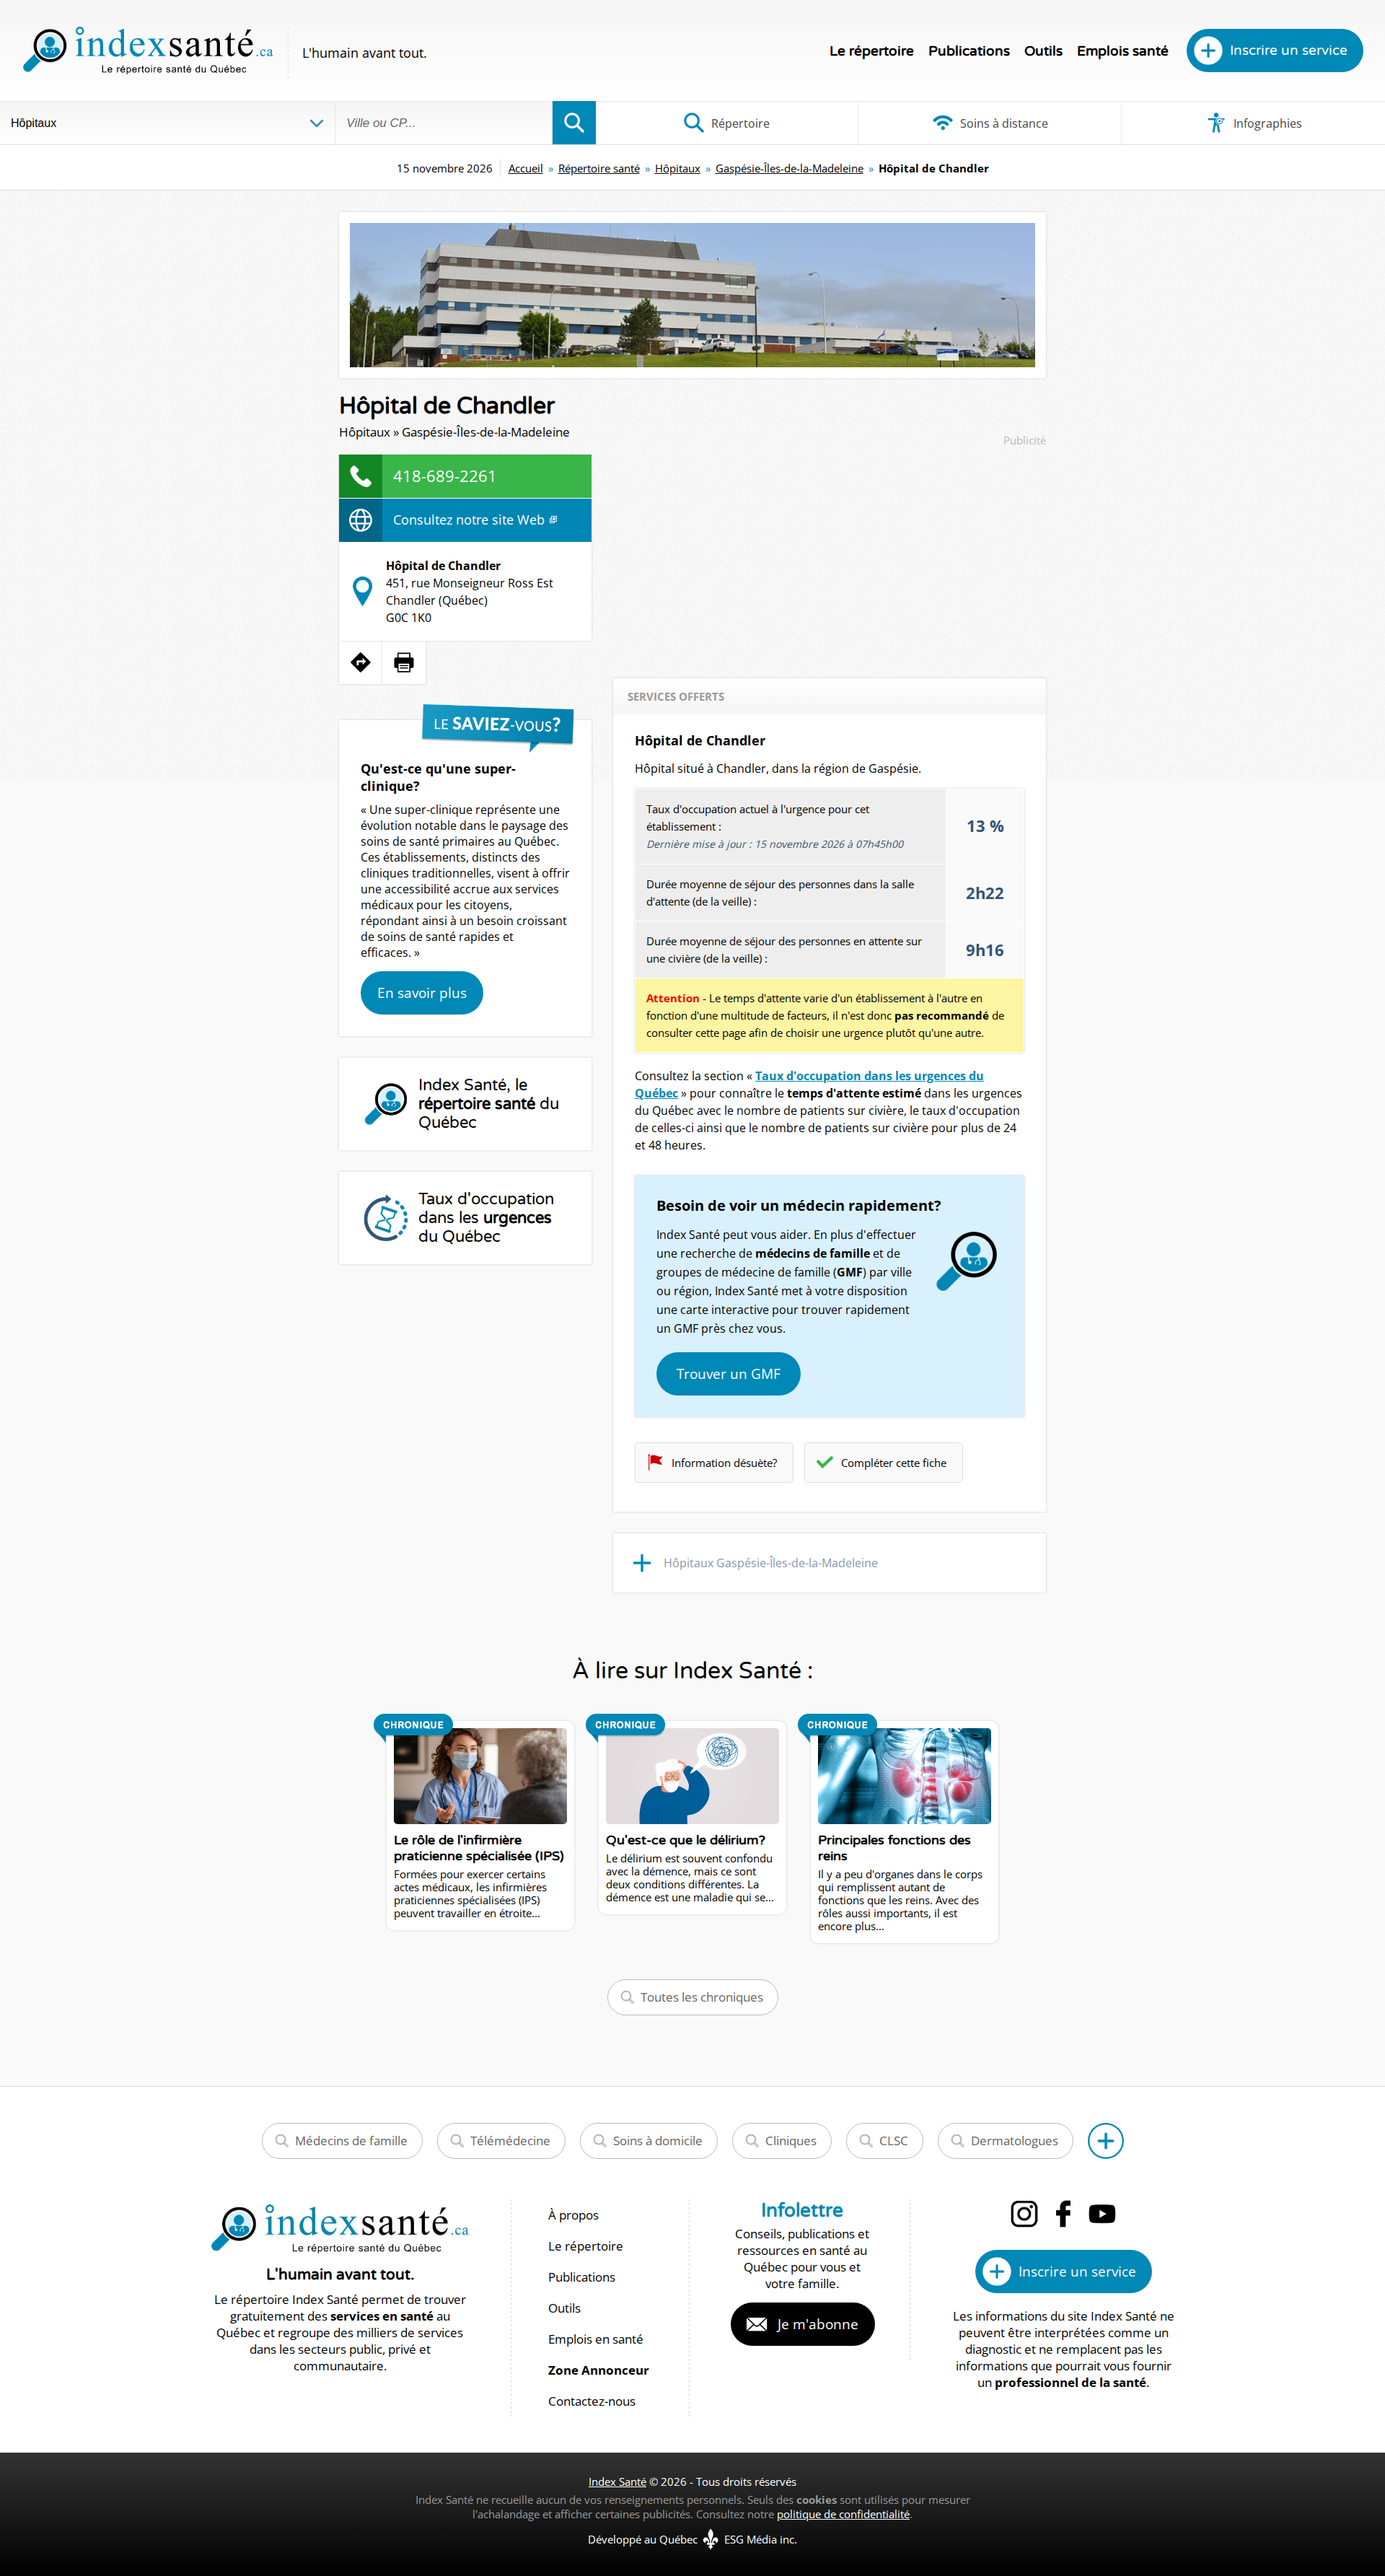 indexsanté.ca
Le répertoire santé du Québec
L'humain avant tout.
Le répertoire
Publications
Outils
Emplois santé
Inscrire un service
Hôpitaux
Ville ou CP...
Répertoire
Soins à distance
Infographies
15 novembre 2026
Accueil » Répertoire santé » Hôpitaux » Gaspésie-Îles-de-la-Madeleine » Hôpital de Chandler
Hôpital de Chandler
Hôpitaux » Gaspésie-Îles-de-la-Madeleine
Publicité
418-689-2261
Consultez notre site Web
Hôpital de Chandler
451, rue Monseigneur Ross Est
Chandler (Québec)
G0C 1K0
LE SAVIEZ-VOUS?
Qu'est-ce qu'une super-
clinique?
« Une super-clinique représente une
évolution notable dans le paysage des
soins de santé primaires au Québec.
Ces établissements, distincts des
cliniques traditionnelles, visent à offrir
une accessibilité accrue aux services
médicaux pour les citoyens,
répondant ainsi à un besoin croissant
de soins de santé rapides et
efficaces. »
En savoir plus
Index Santé, le
répertoire santé du
Québec
Taux d'occupation
dans les urgences
du Québec
SERVICES OFFERTS
Hôpital de Chandler
Hôpital situé à Chandler, dans la région de Gaspésie.
Taux d'occupation actuel à l'urgence pour cet
établissement :
Dernière mise à jour : 15 novembre 2026 à 07h45h00
13 %
Durée moyenne de séjour des personnes dans la salle
d'attente (de la veille) :
2h22
Durée moyenne de séjour des personnes en attente sur
une civière (de la veille) :
9h16
Attention - Le temps d'attente varie d'un établissement à l'autre en
fonction d'une multitude de facteurs, il n'est donc pas recommandé de
consulter cette page afin de choisir une urgence plutôt qu'une autre.
Consultez la section « Taux d'occupation dans les urgences du
Québec » pour connaître le temps d'attente estimé dans les urgences
du Québec avec le nombre de patients sur civière, le taux d'occupation
de celles-ci ainsi que le nombre de patients sur civière pour plus de 24
et 48 heures.
Besoin de voir un médecin rapidement?
Index Santé peut vous aider. En plus d'effectuer
une recherche de médecins de famille et de
groupes de médecine de famille (GMF) par ville
ou région, Index Santé met à votre disposition
une carte interactive pour trouver rapidement
un GMF près chez vous.
Trouver un GMF
Information désuète?
Compléter cette fiche
Hôpitaux Gaspésie-Îles-de-la-Madeleine
À lire sur Index Santé :
CHRONIQUE
Le rôle de l'infirmière
praticienne spécialisée (IPS)
Formées pour exercer certains
actes médicaux, les infirmières
praticiennes spécialisées (IPS)
peuvent travailler en étroite...
CHRONIQUE
Qu'est-ce que le délirium?
Le délirium est souvent confondu
avec la démence, mais ce sont
deux conditions différentes. La
démence est une maladie qui se...
CHRONIQUE
Principales fonctions des
reins
Il y a peu d'organes dans le corps
qui remplissent autant de
fonctions que les reins. Avec des
rôles aussi importants, il est
encore plus...
Toutes les chroniques
Médecins de famille
Télémédecine
Soins à domicile
Cliniques
CLSC
Dermatologues
indexsanté.ca
Le répertoire santé du Québec
L'humain avant tout.
Le répertoire Index Santé permet de trouver
gratuitement des services en santé au
Québec et regroupe des milliers de services
dans les secteurs public, privé et
communautaire.
À propos
Le répertoire
Publications
Outils
Emplois en santé
Zone Annonceur
Contactez-nous
Infolettre
Conseils, publications et
ressources en santé au
Québec pour vous et
votre famille.
Je m'abonne
Inscrire un service
Les informations du site Index Santé ne
peuvent être interprétées comme un
diagnostic et ne remplacent pas les
informations que pourrait vous fournir
un professionnel de la santé.
Index Santé © 2026 - Tous droits réservés
Index Santé ne recueille aucun de vos renseignements personnels. Seuls des cookies sont utilisés pour mesurer
l'achalandage et afficher certaines publicités. Consultez notre politique de confidentialité.
Développé au Québec ESG Média inc.